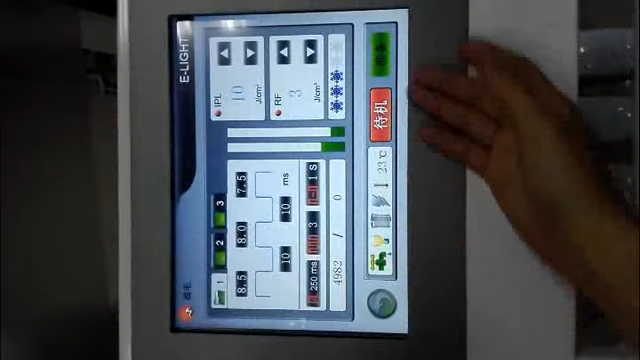 E-LIGHT
IPL
10
J/cm²
RF
3
J/cm³
1 2 3
8.5 8.0 7.5
10 10 ms
250 ms 3 1 S
4982 / 0
23℃
待机